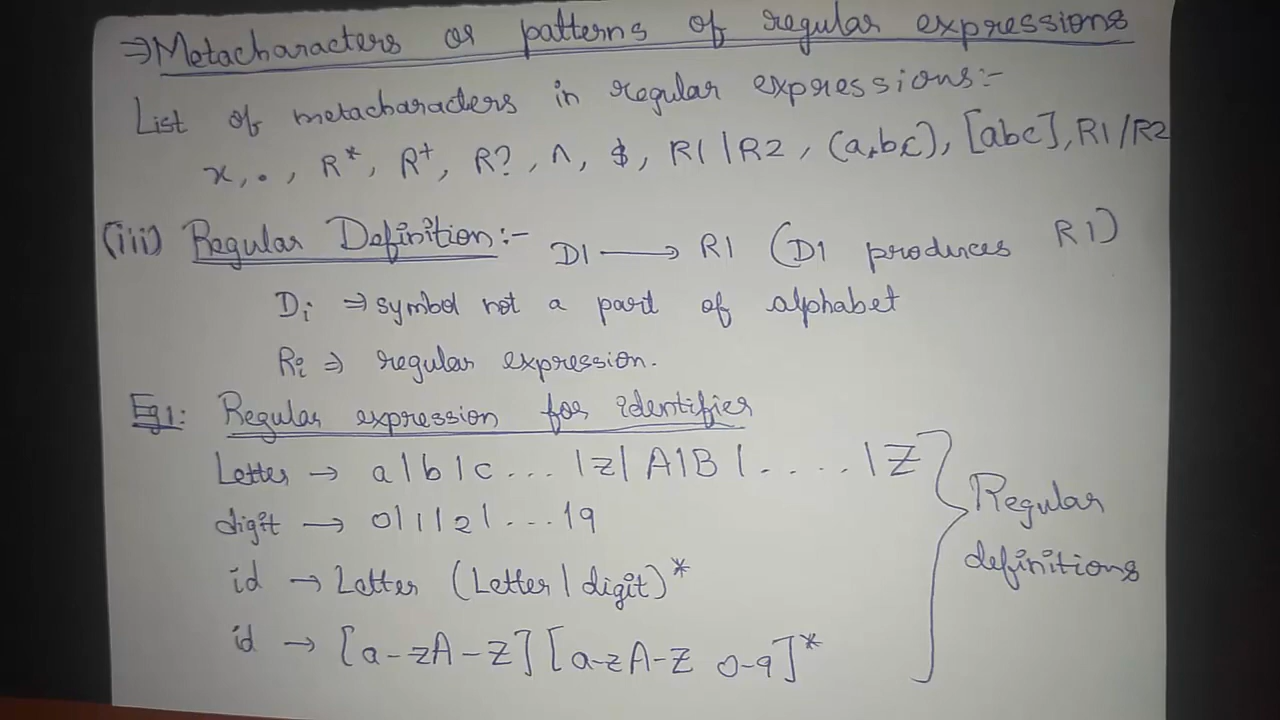 ⇒ Metacharacters or patterns of regular expressions
List of metacharacters in regular expressions:-
x, ., R*, R+, R?, ^, $, R1|R2, (a,bc), [abc], R1/R2
(iii) Regular Definition:- D1 → R1 (D1 produces R1)
Di ⇒ symbol not a part of alphabet
Ri ⇒ regular expression.
Eg1: Regular expression for identifier
Letter → a|b|c ... |z| A|B | ..... | Z
digit → 0|1|2| ... |9
id → Letter (Letter | digit)*
id → [a-zA-Z][a-zA-Z 0-9]*
Regular
definitions